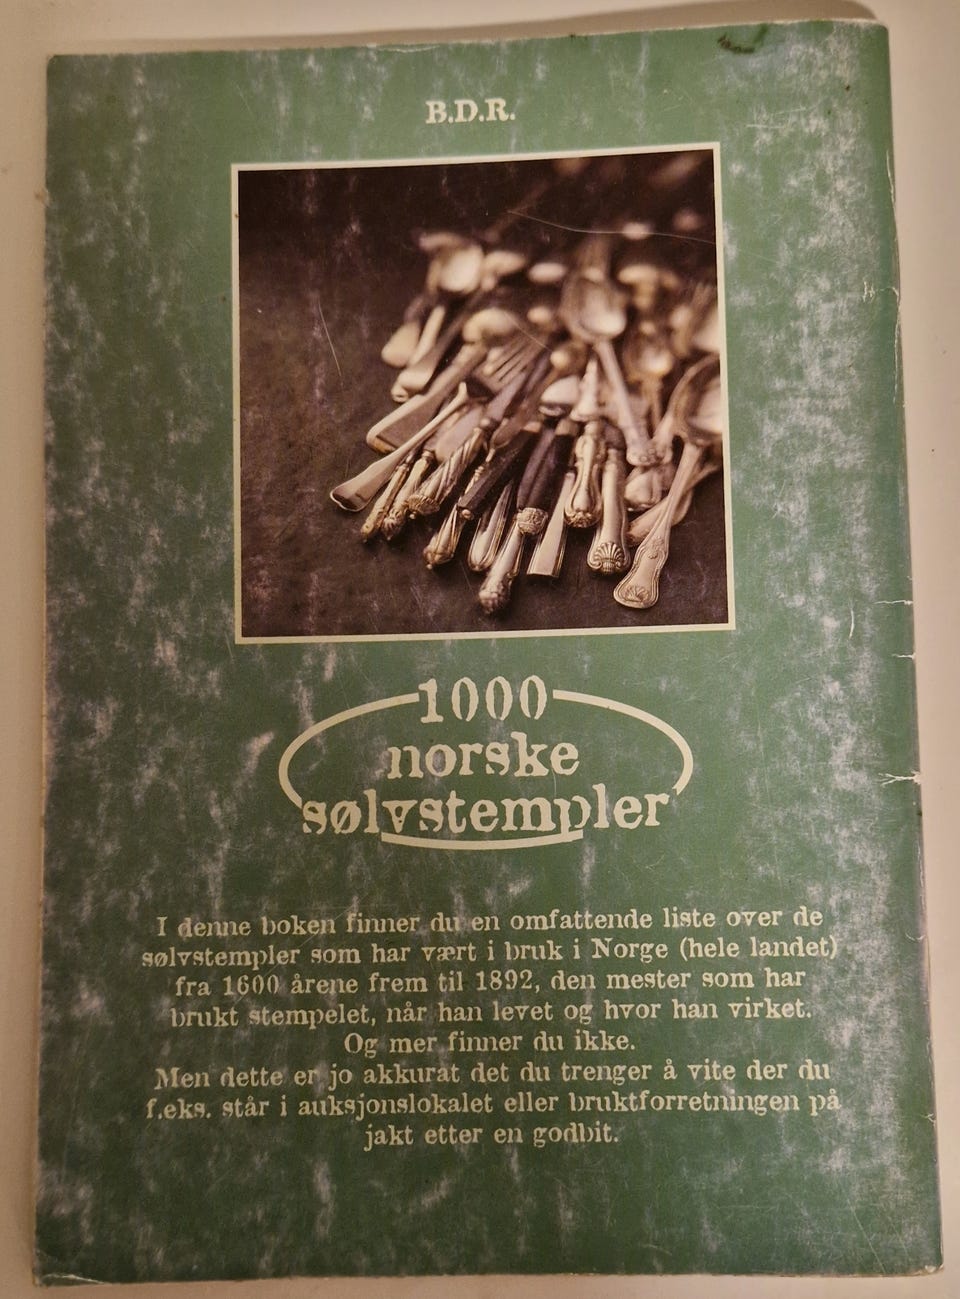 B.D.R.
1000
norske
sølvstempler
I denne boken finner du en omfattende liste over de
sølvstempler som har vært i bruk i Norge (hele landet)
fra 1600 årene frem til 1892, den mester som har
brukt stempelet, når han levet og hvor han virket.
Og mer finner du ikke.
Men dette er jo akkurat det du trenger å vite der du
f.eks. står i auksjonslokalet eller bruktforretningen på
jakt etter en godbit.